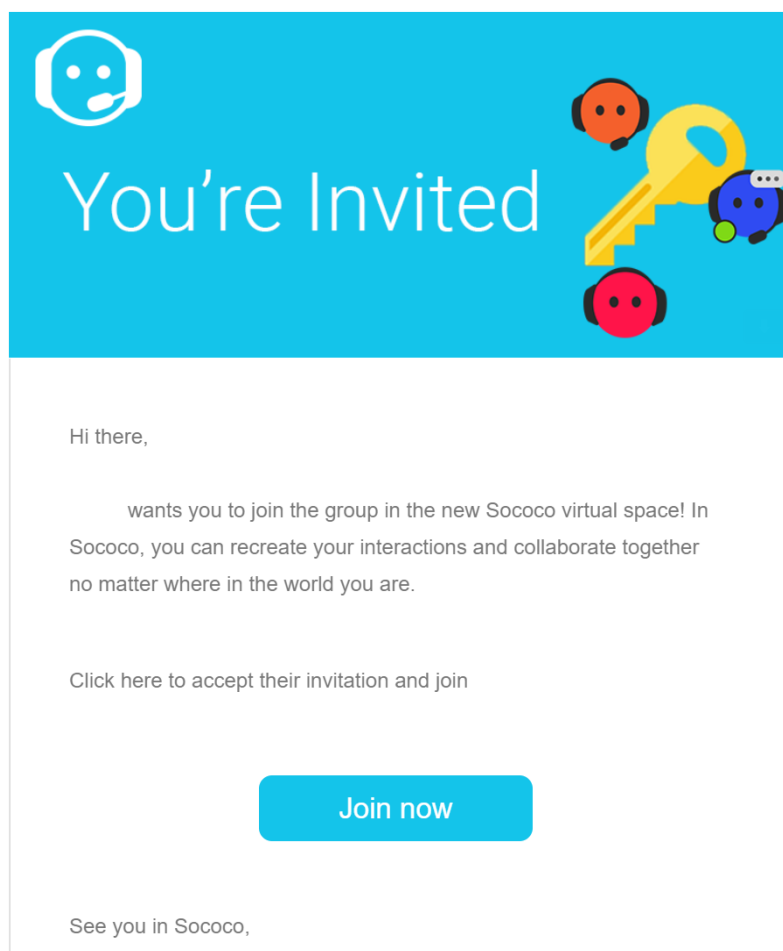 You’re Invited
Hi there,
wants you to join the group in the new Sococo virtual space! In
Sococo, you can recreate your interactions and collaborate together
no matter where in the world you are.
Click here to accept their invitation and join
Join now
See you in Sococo,